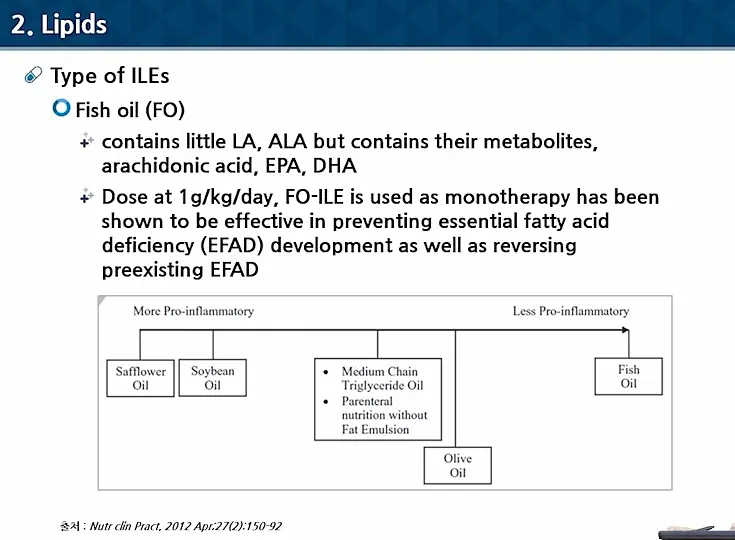 2. Lipids
Type of ILEs
Fish oil (FO)
contains little LA, ALA but contains their metabolites,
arachidonic acid, EPA, DHA
Dose at 1g/kg/day, FO-ILE is used as monotherapy has been
shown to be effective in preventing essential fatty acid
deficiency (EFAD) development as well as reversing
preexisting EFAD
More Pro-inflammatory
Less Pro-inflammatory
Safflower
Oil
Soybean
Oil
• Medium Chain
Triglyceride Oil
• Parenteral
nutrition without
Fat Emulsion
Olive
Oil
Fish
Oil
출처 : Nutr clin Pract, 2012 Apr;27(2):150-92